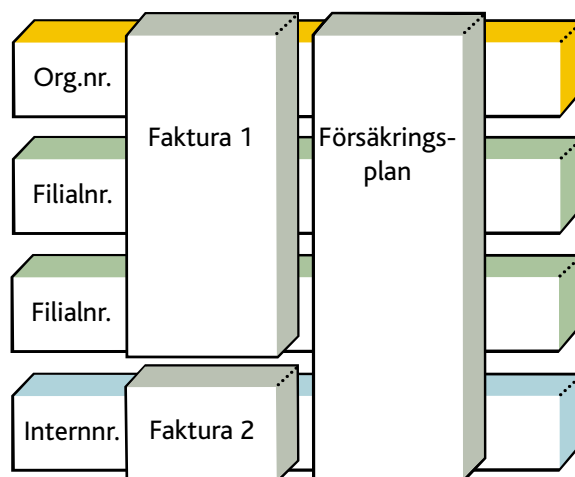 Org.nr.
Faktura 1
Försäkrings-
plan
Filialnr.
Filialnr.
Internnr.
Faktura 2